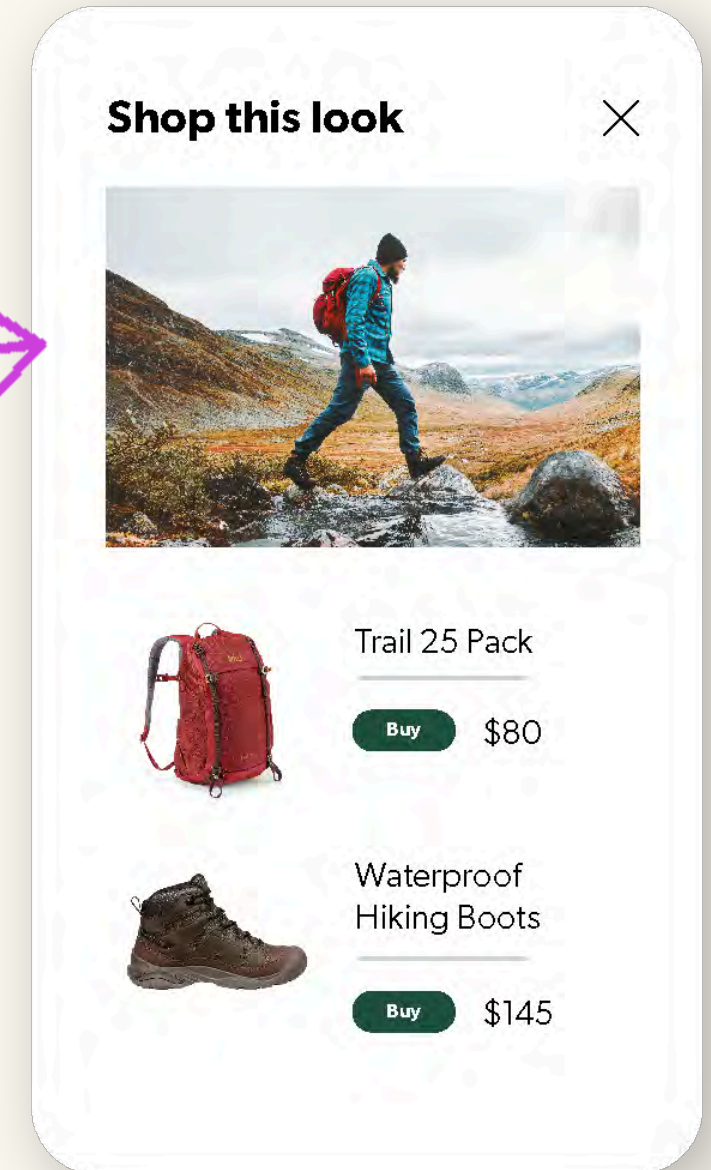 Shop this look
Trail 25 Pack
Buy $80
Waterproof
Hiking Boots
Buy $145